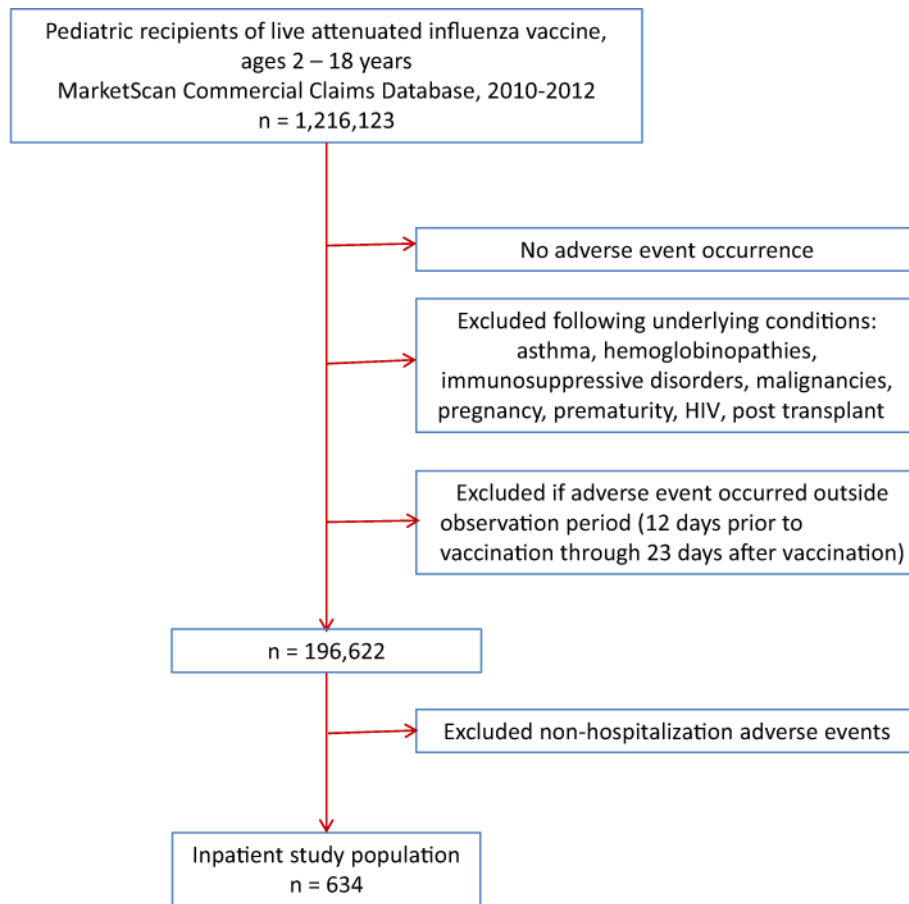 Pediatric recipients of live attenuated influenza vaccine,
ages 2 – 18 years
MarketScan Commercial Claims Database, 2010-2012
n = 1,216,123
No adverse event occurrence
Excluded following underlying conditions:
asthma, hemoglobinopathies,
immunosuppressive disorders, malignancies,
pregnancy, prematurity, HIV, post transplant
Excluded if adverse event occurred outside
observation period (12 days prior to
vaccination through 23 days after vaccination)
n = 196,622
Excluded non-hospitalization adverse events
Inpatient study population
n = 634